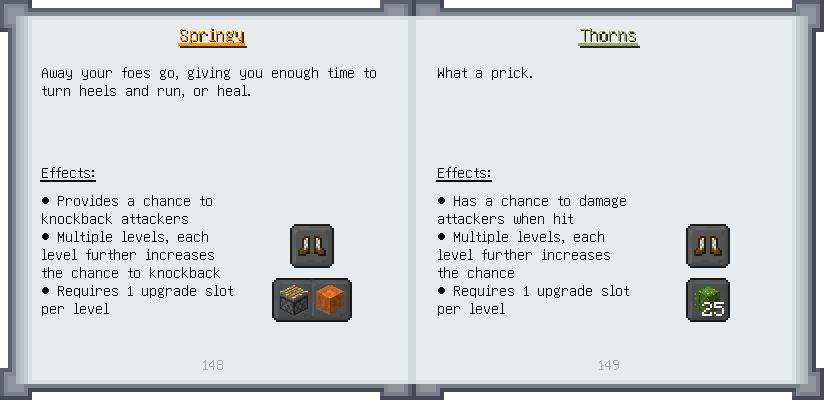 Springy
Away your foes go, giving you enough time to
turn heels and run, or heal.
Effects:
● Provides a chance to
knockback attackers
● Multiple levels, each
level further increases
the chance to knockback
● Requires 1 upgrade slot
per level
148
Thorns
What a prick.
Effects:
● Has a chance to damage
attackers when hit
● Multiple levels, each
level further increases
the chance
● Requires 1 upgrade slot
per level
25
149